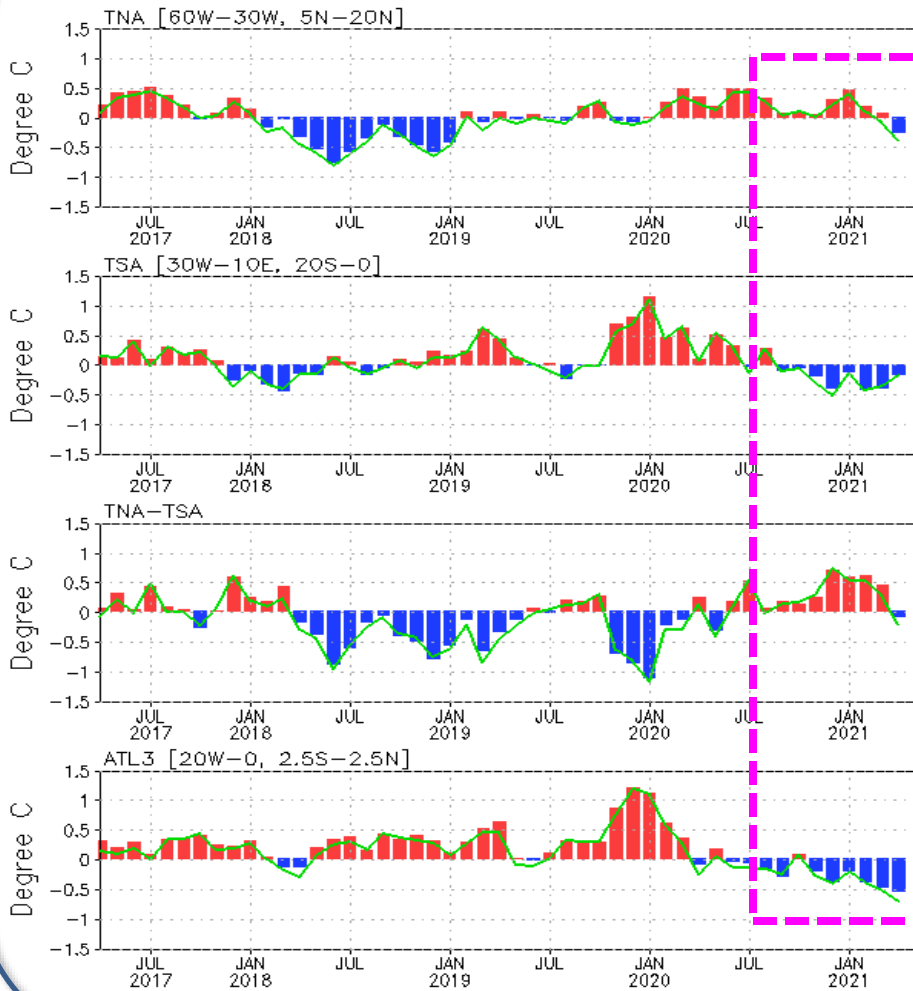 TNA [60W-30W, 5N-20N]
Degree C
1.5
1
0.5
0
-0.5
-1
-1.5
JUL JAN JUL JAN JUL JAN JUL JAN
2017 2018 2019 2020 2021
TSA [30W-10E, 20S-0]
Degree C
1.5
1
0.5
0
-0.5
-1
-1.5
JUL JAN JUL JAN JUL JAN JUL JAN
2017 2018 2019 2020 2021
TNA-TSA
1.5
1
0.5
0
-0.5
-1
-1.5
JUL JAN JUL JAN JUL JAN JUL JAN
2017 2018 2019 2020 2021
ATL3 [20W-0, 2.5S-2.5N]
Degree C
1.5
1
0.5
0
-0.5
-1
-1.5
JUL JAN JUL JAN JUL JAN JUL JAN
2017 2018 2019 2020 2021